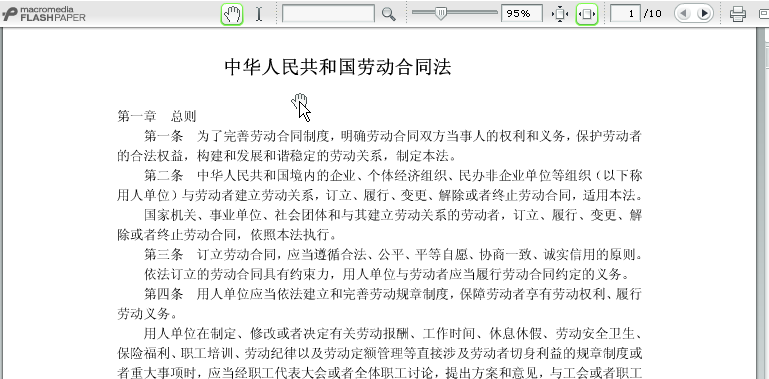 macromedia
FLASHPAPER
95%
1 /10
中华人民共和国劳动合同法
第一章 总则
第一条 为了完善劳动合同制度，明确劳动合同双方当事人的权利和义务，保护劳动者
的合法权益，构建和发展和谐稳定的劳动关系，制定本法。
第二条 中华人民共和国境内的企业、个体经济组织、民办非企业单位等组织（以下称
用人单位）与劳动者建立劳动关系，订立、履行、变更、解除或者终止劳动合同，适用本法。
国家机关、事业单位、社会团体和与其建立劳动关系的劳动者，订立、履行、变更、解
除或者终止劳动合同，依照本法执行。
第三条 订立劳动合同，应当遵循合法、公平、平等自愿、协商一致、诚实信用的原则。
依法订立的劳动合同具有约束力，用人单位与劳动者应当履行劳动合同约定的义务。
第四条 用人单位应当依法建立和完善劳动规章制度，保障劳动者享有劳动权利、履行
劳动义务。
用人单位在制定、修改或者决定有关劳动报酬、工作时间、休息休假、劳动安全卫生、
保险福利、职工培训、劳动纪律以及劳动定额管理等直接涉及劳动者切身利益的规章制度或
者重大事项时，应当经职工代表大会或者全体职工讨论，提出方案和意见，与工会或者职工